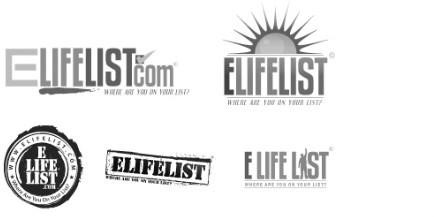 ELIFELIST.com©
WHERE ARE YOU ON YOUR LIST?
ELIFELIST©
WHERE ARE YOU ON YOUR LIST?
WWW.ELIFELIST.COM
E
LIFE
LIST
.COM
Where Are You On Your List?
ELIFELIST
WHERE ARE YOU ON YOUR LIST?
E LIFE LIST
WHERE ARE YOU ON YOUR LIST?